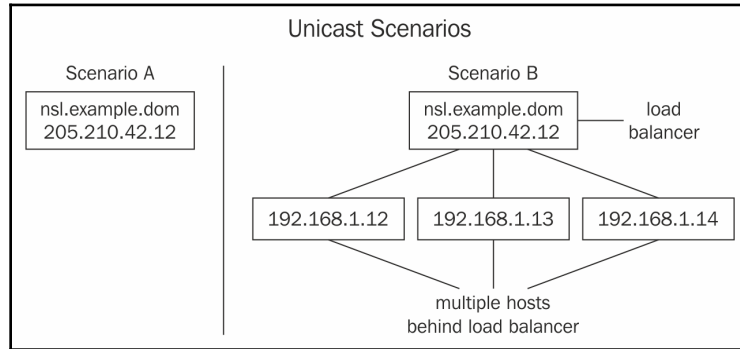 Unicast Scenarios
Scenario A
nsl.example.dom
205.210.42.12
Scenario B
nsl.example.dom
205.210.42.12
load
balancer
192.168.1.12
192.168.1.13
192.168.1.14
multiple hosts
behind load balancer